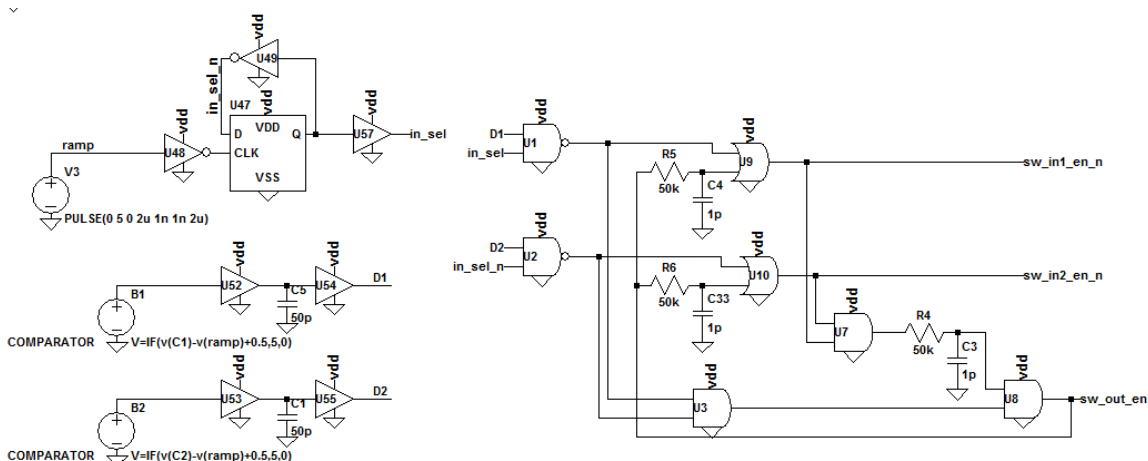 vdd
U49
in_sel_n
U47
vdd
VDD
D
Q
CLK
VSS
vdd
U57
in_sel
ramp
vdd
U48
V3
PULSE(0 5 0 2u 1n 1n 2u)
vdd
vdd
B1
U52
C5
U54
D1
50p
COMPARATOR
V=IF(v(C1)-v(ramp)+0.5,5,0)
vdd
vdd
B2
U53
C1
U55
D2
50p
COMPARATOR
V=IF(v(C2)-v(ramp)+0.5,5,0)
vdd
D1
U1
in_sel
vdd
R5
U9
sw_in1_en_n
50k
C4
1p
vdd
D2
U2
in_sel_n
vdd
R6
U10
sw_in2_en_n
50k
C33
1p
vdd
U7
R4
50k
C3
1p
vdd
U3
vdd
U8
sw_out_en